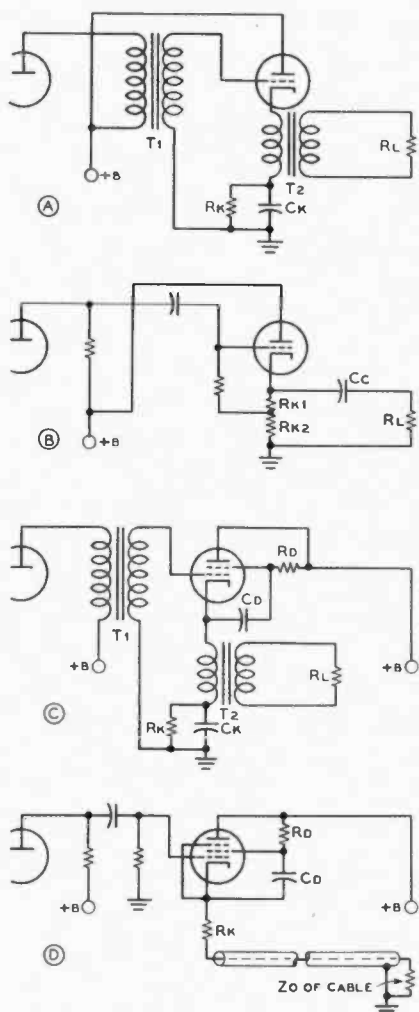 T1
RL
T2
RK
CK
+B
A
CC
RK1
RK2
RL
+B
B
RD
CD
T1
+B
RL
+B
T2
CK
RK
C
RD
CD
+B
+B
RK
D
ZO OF CABLE